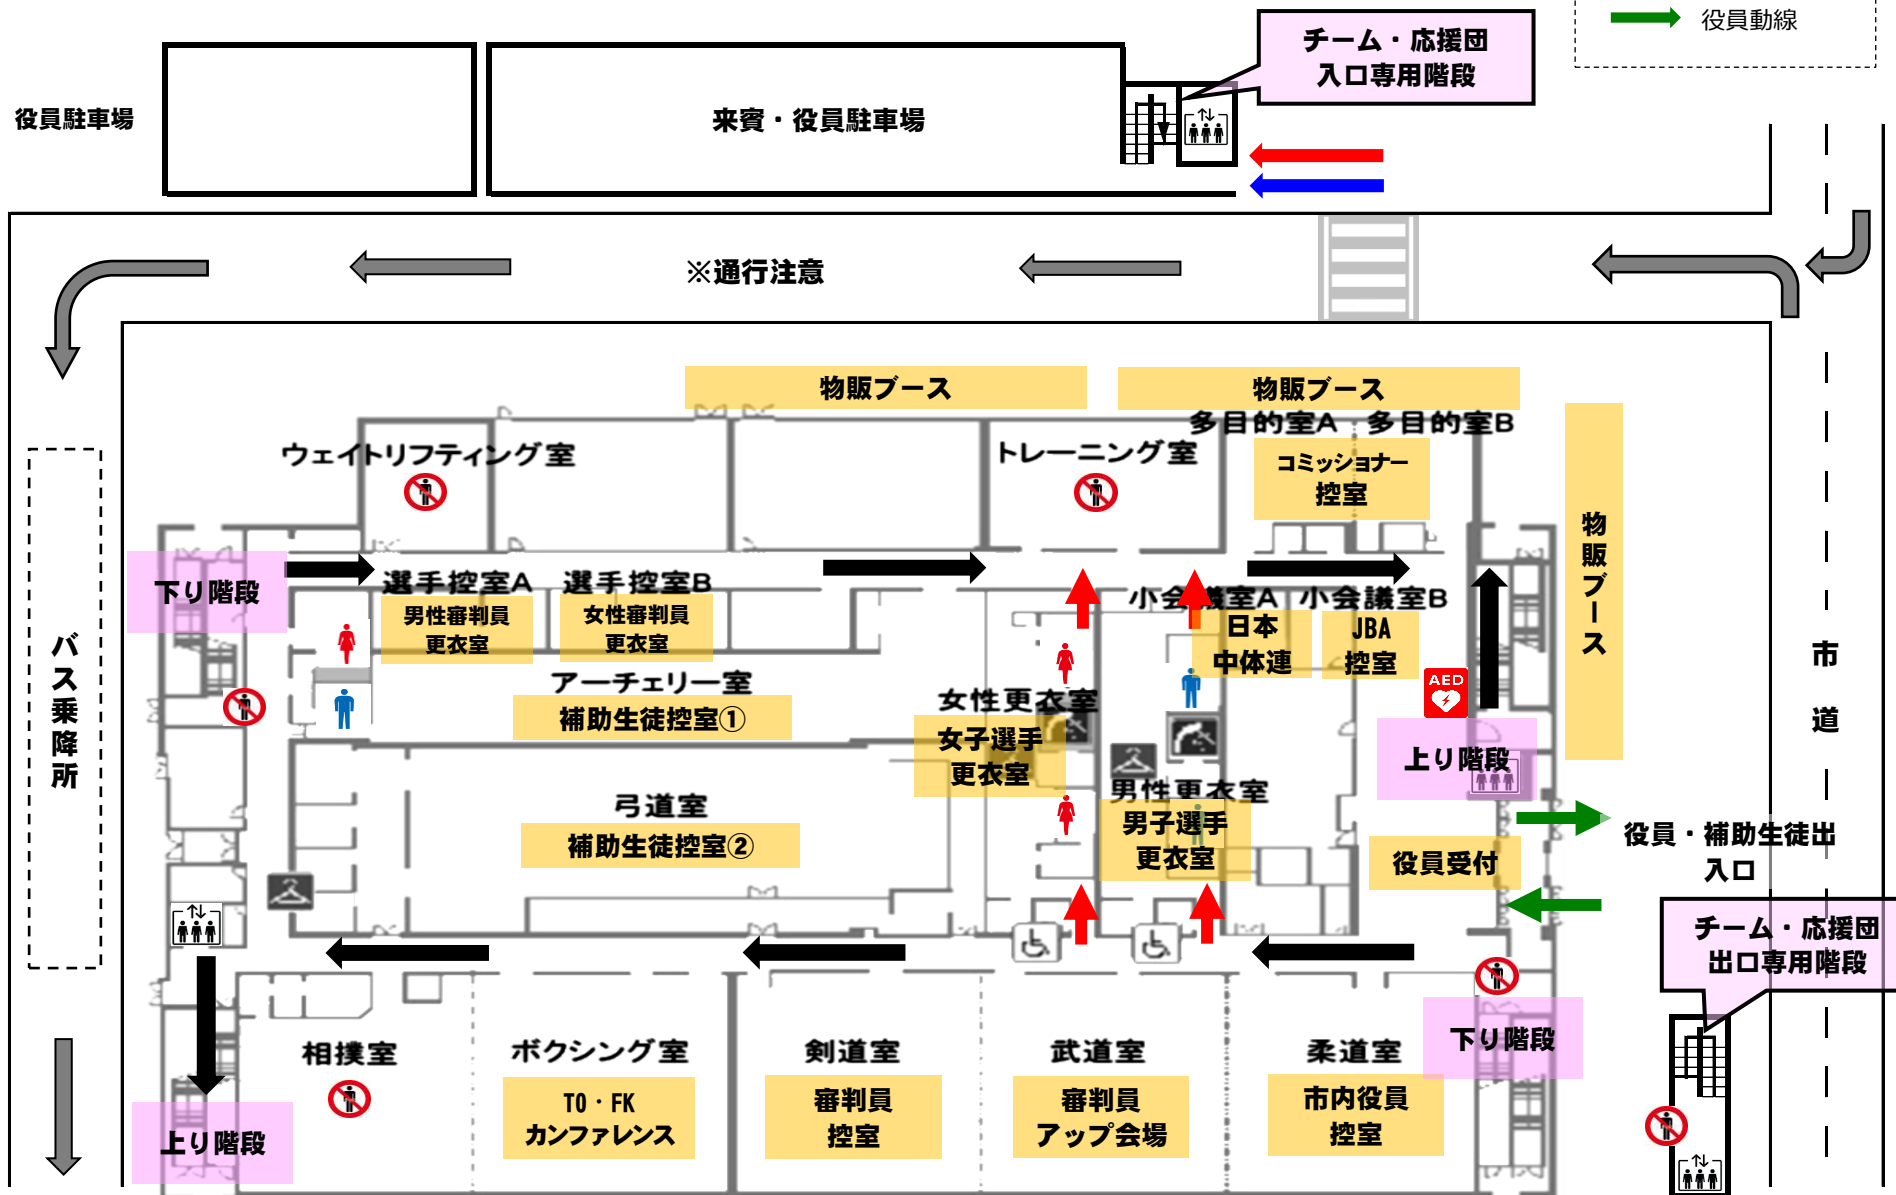 役員動線
チーム・応援団
入口専用階段
役員駐車場
来賓・役員駐車場
※通行注意
物販ブース
物販ブース
多目的室A
多目的室B
ウェイトリフティング室
トレーニング室
コミッショナー
控室
物販ブース
下り階段
選手控室A
選手控室B
小会議室A
小会議室B
男性審判員
更衣室
女性審判員
更衣室
日本
中体連
JBA
控室
バス乗降所
市道
アーチェリー室
補助生徒控室①
女性更衣室
女子選手
更衣室
AED
上り階段
弓道室
補助生徒控室②
男性更衣室
男子選手
更衣室
役員受付
役員・補助生徒出
入口
チーム・応援団
出口専用階段
下り階段
相撲室
ボクシング室
剣道室
武道室
柔道室
TO・FK
カンファレンス
審判員
控室
審判員
アップ会場
市内役員
控室
上り階段